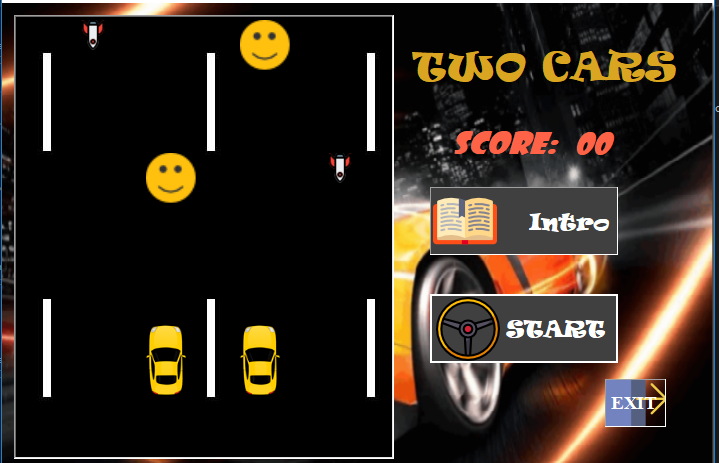 TWO CARS
SCORE: 00
Intro
START
EXIT